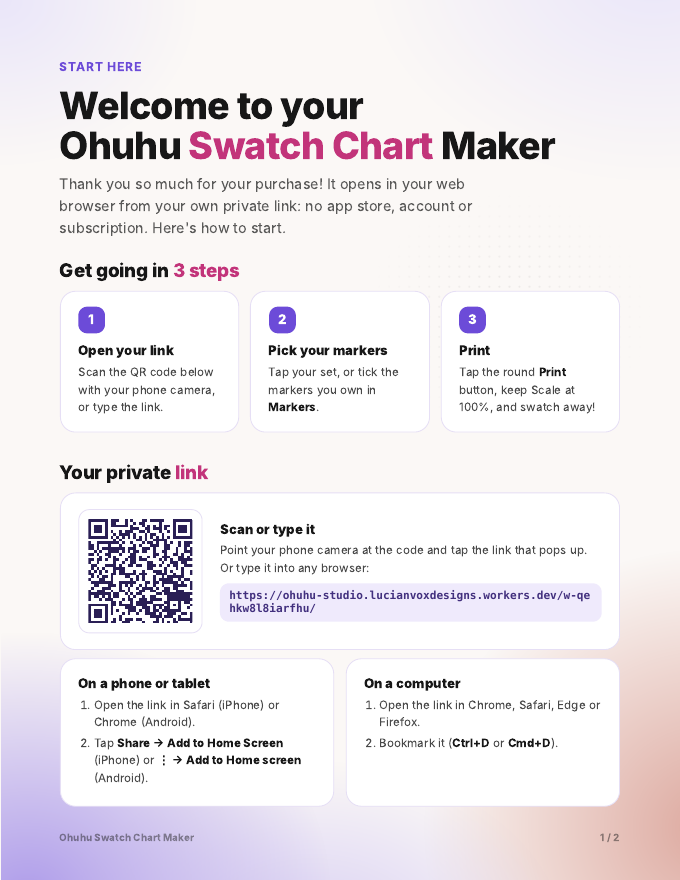 START HERE
Welcome to your
Ohuhu Swatch Chart Maker
Thank you so much for your purchase! It opens in your web
browser from your own private link: no app store, account or
subscription. Here's how to start.
Get going in 3 steps
1
Open your link
Scan the QR code below
with your phone camera,
or type the link.
2
Pick your markers
Tap your set, or tick the
markers you own in
Markers.
3
Print
Tap the round Print
button, keep Scale at
100%, and swatch away!
Your private link
Scan or type it
Point your phone camera at the code and tap the link that pops up.
Or type it into any browser:
https://ohuhu-studio.lucianvoxdesigns.workers.dev/w-qe
hkw8l8iarfhu/
On a phone or tablet
1. Open the link in Safari (iPhone) or
Chrome (Android).
2. Tap Share → Add to Home Screen
(iPhone) or ⋮ → Add to Home screen
(Android).
On a computer
1. Open the link in Chrome, Safari, Edge or
Firefox.
2. Bookmark it (Ctrl+D or Cmd+D).
Ohuhu Swatch Chart Maker
1 / 2